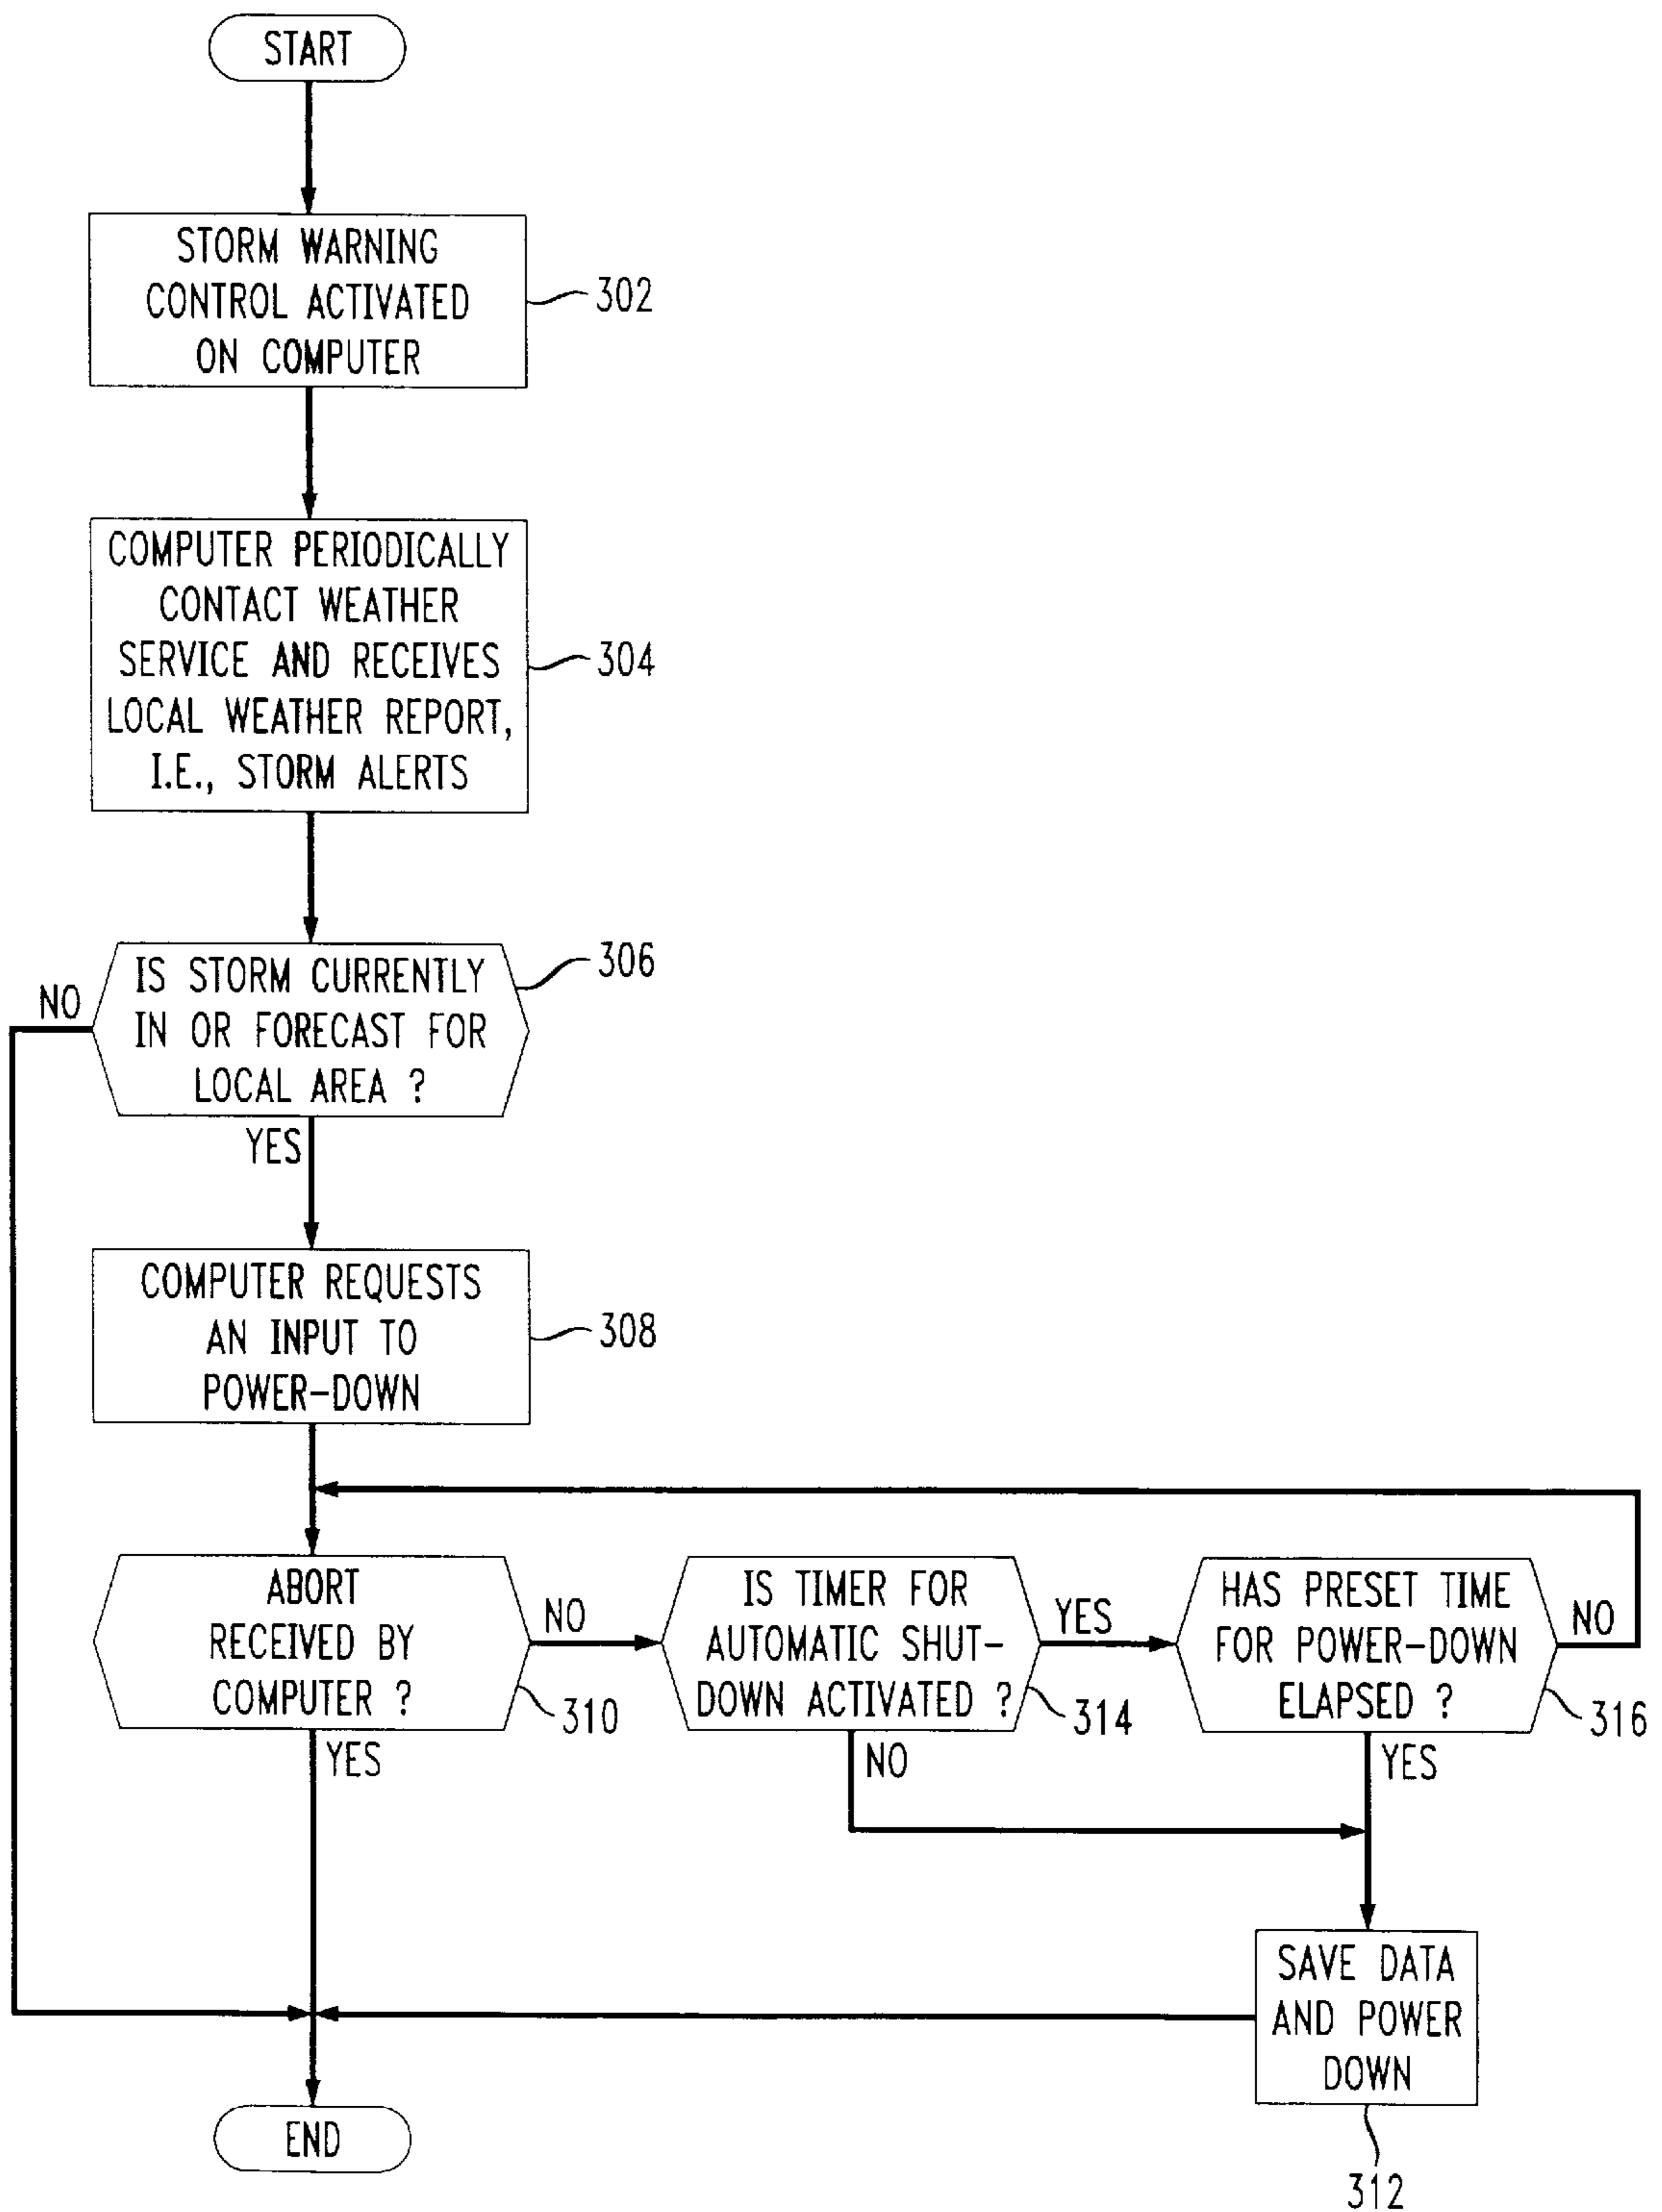 START
STORM WARNING
CONTROL ACTIVATED
ON COMPUTER
302
COMPUTER PERIODICALLY
CONTACT WEATHER
SERVICE AND RECEIVES
LOCAL WEATHER REPORT,
I.E., STORM ALERTS
304
IS STORM CURRENTLY
IN OR FORECAST FOR
LOCAL AREA ?
306
NO
YES
COMPUTER REQUESTS
AN INPUT TO
POWER-DOWN
308
ABORT
RECEIVED BY
COMPUTER ?
310
NO
YES
IS TIMER FOR
AUTOMATIC SHUT-
DOWN ACTIVATED ?
314
YES
NO
HAS PRESET TIME
FOR POWER-DOWN
ELAPSED ?
316
NO
YES
SAVE DATA
AND POWER
DOWN
312
END